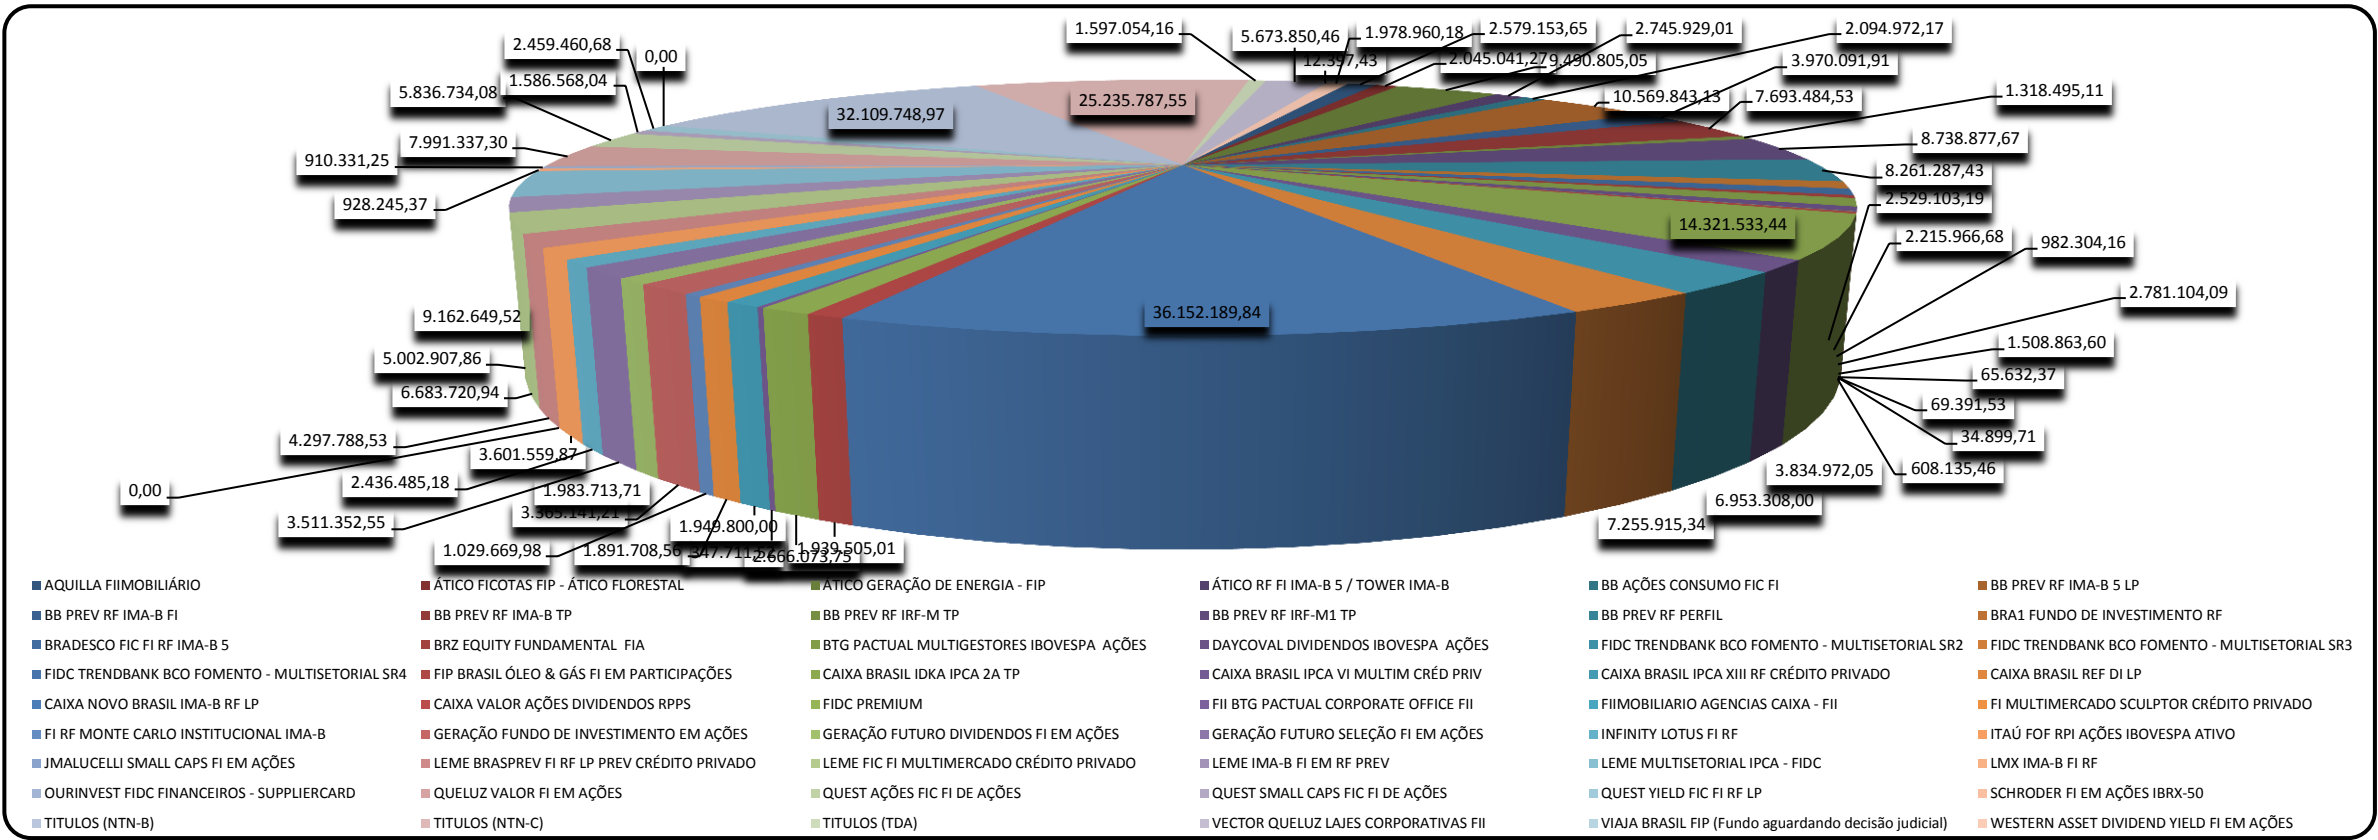 1.597.054,16
5.673.850,46
1.978.960,18
2.579.153,65
2.745.929,01
2.094.972,17
2.459.460,68
0,00
12.397,43
2.045.041,27
9.490.805,05
3.970.091,91
5.836.734,08
1.586.568,04
32.109.748,97
25.235.787,55
10.569.843,13
7.693.484,53
1.318.495,11
7.991.337,30
8.738.877,67
910.331,25
8.261.287,43
928.245,37
2.529.103,19
14.321.533,44
2.215.966,68
982.304,16
2.781.104,09
9.162.649,52
36.152.189,84
5.002.907,86
1.508.863,60
65.632,37
6.683.720,94
69.391,53
4.297.788,53
34.899,71
3.601.559,87
3.834.972,05
608.135,46
0,00
2.436.485,18
1.983.713,71
6.953.308,00
3.511.352,55
3.365.141,21
1.949.800,00
7.255.915,34
1.029.669,98
1.891.708,56
2.666.073,75
1.939.505,01
AQUILLA FIIMOBILIÁRIO
ÁTICO FICOTAS FIP - ÁTICO FLORESTAL
ÁTICO GERAÇÃO DE ENERGIA - FIP
ÁTICO RF FI IMA-B 5 / TOWER IMA-B
BB AÇÕES CONSUMO FIC FI
BB PREV RF IMA-B 5 LP
BB PREV RF IMA-B FI
BB PREV RF IMA-B TP
BB PREV RF IRF-M TP
BB PREV RF IRF-M1 TP
BB PREV RF PERFIL
BRA1 FUNDO DE INVESTIMENTO RF
BRADESCO FIC FI RF IMA-B 5
BRZ EQUITY FUNDAMENTAL  FIA
BTG PACTUAL MULTIGESTORES IBOVESPA  AÇÕES
DAYCOVAL DIVIDENDOS IBOVESPA  AÇÕES
FIDC TRENDBANK BCO FOMENTO - MULTISETORIAL SR2
FIDC TRENDBANK BCO FOMENTO - MULTISETORIAL SR3
FIDC TRENDBANK BCO FOMENTO - MULTISETORIAL SR4
FIP BRASIL ÓLEO & GÁS FI EM PARTICIPAÇÕES
CAIXA BRASIL IDKA IPCA 2A TP
CAIXA BRASIL IPCA VI MULTIM CRÉD PRIV
CAIXA BRASIL IPCA XIII RF CRÉDITO PRIVADO
CAIXA BRASIL REF DI LP
CAIXA NOVO BRASIL IMA-B RF LP
CAIXA VALOR AÇÕES DIVIDENDOS RPPS
FIDC PREMIUM
FII BTG PACTUAL CORPORATE OFFICE FII
FIIMOBILIARIO AGENCIAS CAIXA - FII
FI MULTIMERCADO SCULPTOR CRÉDITO PRIVADO
FI RF MONTE CARLO INSTITUCIONAL IMA-B
GERAÇÃO FUNDO DE INVESTIMENTO EM AÇÕES
GERAÇÃO FUTURO DIVIDENDOS FI EM AÇÕES
GERAÇÃO FUTURO SELEÇÃO FI EM AÇÕES
INFINITY LOTUS FI RF
ITAÚ FOF RPI AÇÕES IBOVESPA ATIVO
JMALUCELLI SMALL CAPS FI EM AÇÕES
LEME BRASPREV FI RF LP PREV CRÉDITO PRIVADO
LEME FIC FI MULTIMERCADO CRÉDITO PRIVADO
LEME IMA-B FI EM RF PREV
LEME MULTISETORIAL IPCA - FIDC
LMX IMA-B FI RF
OURINVEST FIDC FINANCEIROS - SUPPLIERCARD
QUELUZ VALOR FI EM AÇÕES
QUEST AÇÕES FIC FI DE AÇÕES
QUEST SMALL CAPS FIC FI DE AÇÕES
QUEST YIELD FIC FI RF LP
SCHRODER FI EM AÇÕES IBRX-50
TITULOS (NTN-B)
TITULOS (NTN-C)
TITULOS (TDA)
VECTOR QUELUZ LAJES CORPORATIVAS FII
VIAJA BRASIL FIP (Fundo aguardando decisão judicial)
WESTERN ASSET DIVIDEND YIELD FI EM AÇÕES